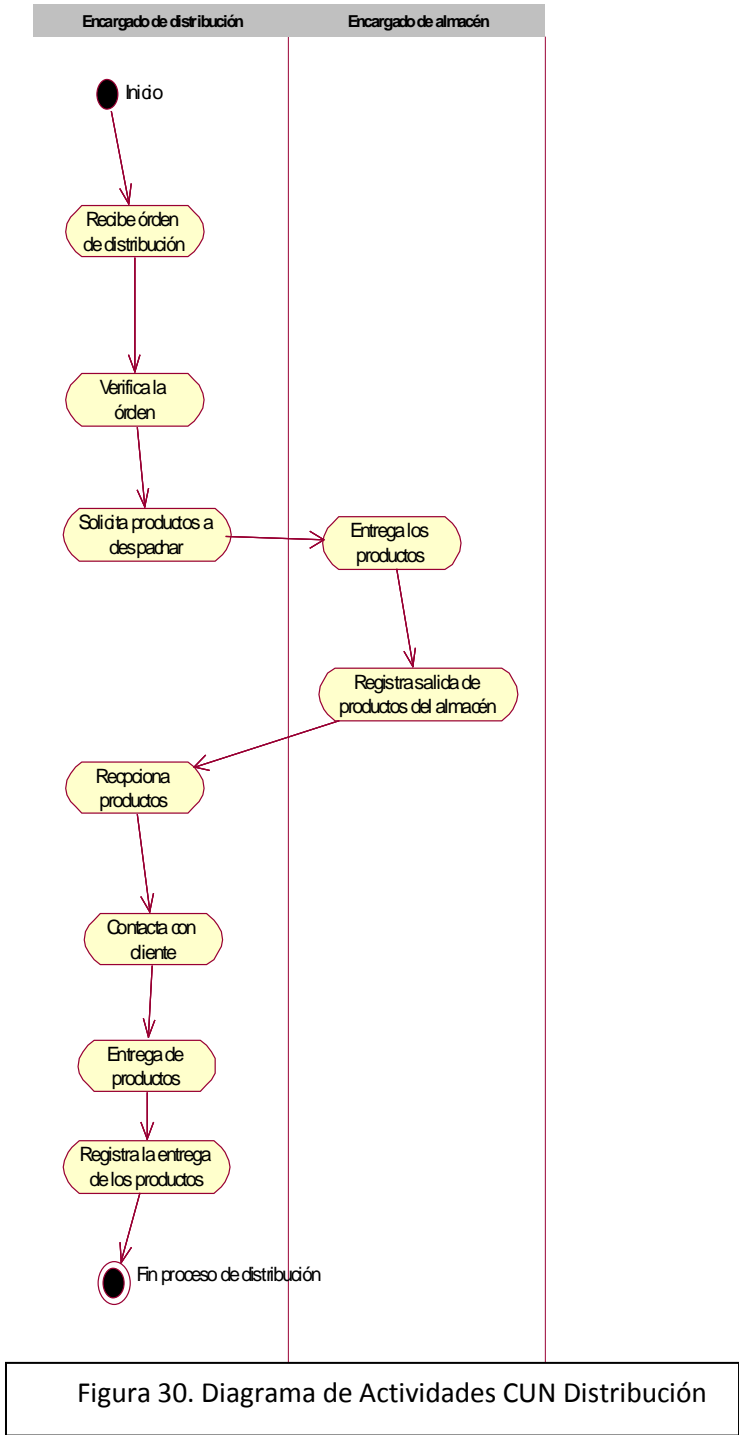 Encargado de distribución
Encargado de almacén
Inicio
Recibe órden
de distribución
Verifica la
órden
Solicita productos a
despachar
Entrega los
productos
Registra salida de
productos del almacén
Recpciona
productos
Contacta con
cliente
Entrega de
productos
Registra la entrega
de los productos
Fin proceso de distribución
Figura 30. Diagrama de Actividades CUN Distribución